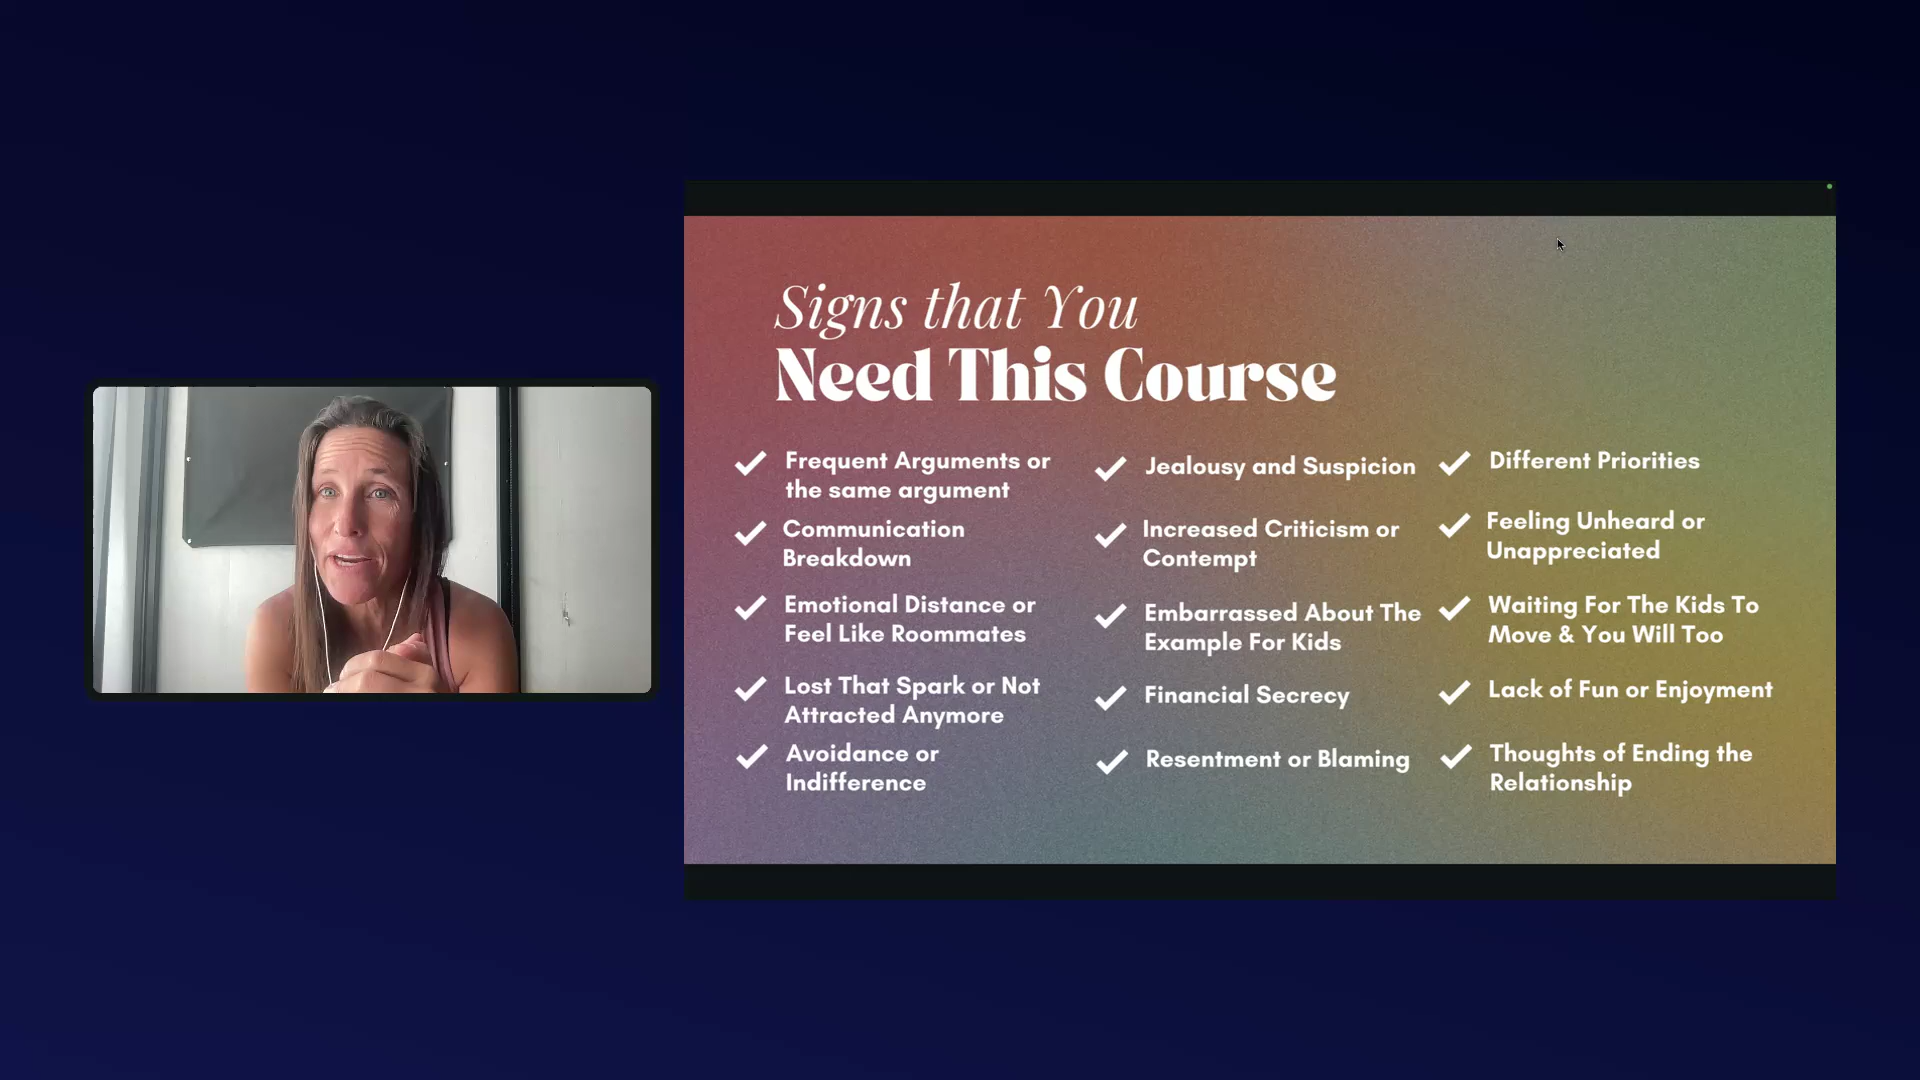 Signs that You
Need This Course
Frequent Arguments or
the same argument
Communication
Breakdown
Emotional Distance or
Feel Like Roommates
Lost That Spark or Not
Attracted Anymore
Avoidance or
Indifference
Jealousy and Suspicion
Increased Criticism or
Contempt
Embarrassed About The
Example For Kids
Financial Secrecy
Resentment or Blaming
Different Priorities
Feeling Unheard or
Unappreciated
Waiting For The Kids To
Move & You Will Too
Lack of Fun or Enjoyment
Thoughts of Ending the
Relationship